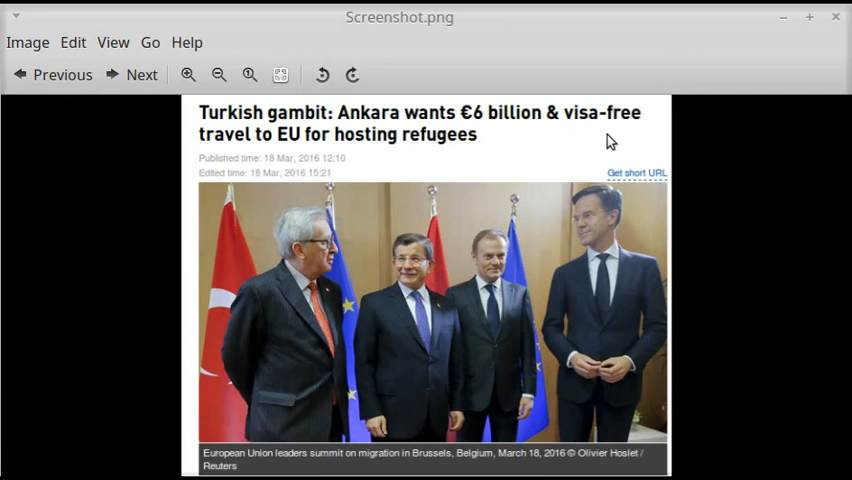 Screenshot.png
Image Edit View Go Help
Previous Next
Turkish gambit: Ankara wants €6 billion & visa-free
travel to EU for hosting refugees
Published time: 18 Mar, 2016 12:10
Edited time: 18 Mar, 2016 15:21
Get short URL
European Union leaders summit on migration in Brussels, Belgium, March 18, 2016 © Olivier Hoslet /
Reuters